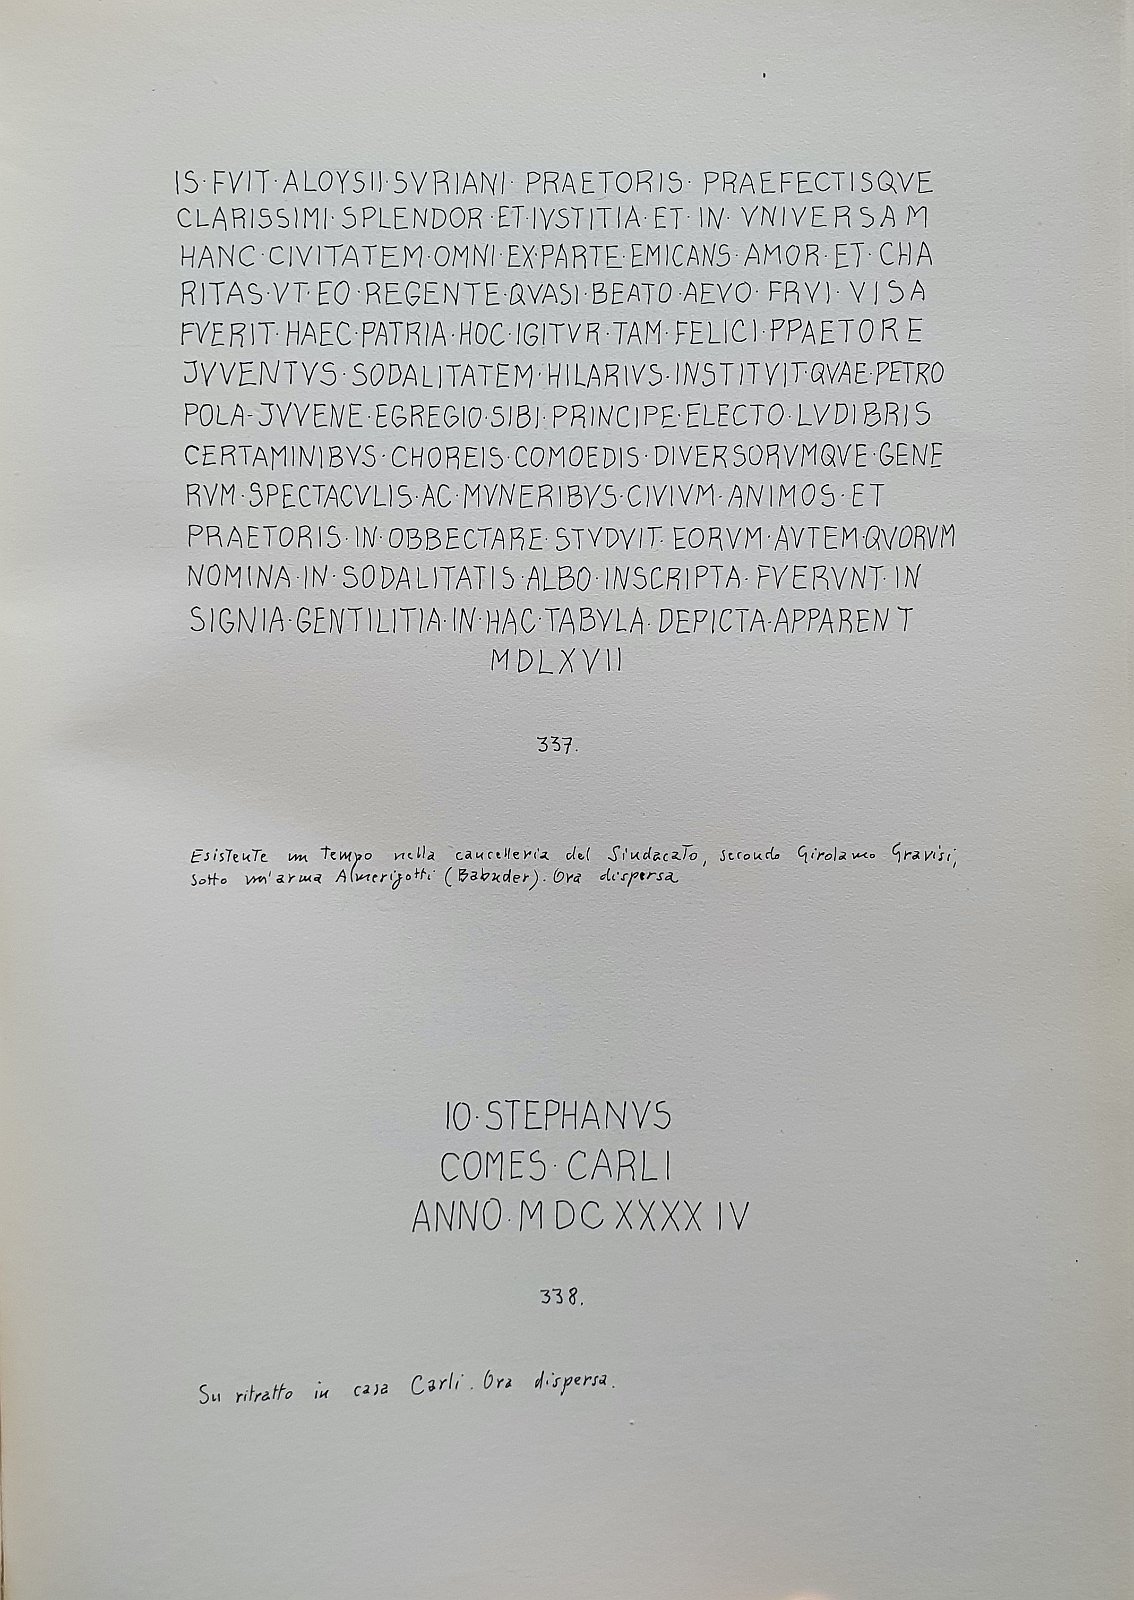 IS·FVIT·ALOYSII·SVRIANI·PRAETORIS·PRAEFECTISQVE
CLARISSIMI·SPLENDOR·ET·IVSTITIA·ET·IN·VNIVERSAM
HANC·CIVITATEM·OMNI·EX·PARTE·EMICANS·AMOR·ET·CHA
RITAS·VT·EO·REGENTE·QVASI·BEATO·AEVO·FRVI·VISA
FVERIT·HAEC·PATRIA·HOC·IGITVR·TAM·FELICI·PPAETORE
JVVENTVS·SODALITATEM·HILARIVS·INSTITVIT·QVAE·PETRO
POLA-JVVENE·EGREGIO·SIBI·PRINCIPE·ELECTO·LVDIBRIS
CERTAMINIBVS·CHOREIS·COMOEDIS·DIVERSORVMQVE·GENE
RVM·SPECTACVLIS·AC·MVNERIBVS·CIVIVM·ANIMOS·ET
PRAETORIS·IN·OBBECTARE·STVDVIT·EORVM·AVTEM·QVORVM
NOMINA·IN·SODALITATIS·ALBO·INSCRIPTA·FVERVNT·IN
SIGNIA·GENTILITIA·IN·HAC·TABVLA·DEPICTA·APPARENT
MDLXVII
337.
Esistente un tempo nella cancelleria del Sindacato, secondo Girolamo Gravisi,
sotto un'arma Almerigotti (Babuder). Ora dispersa
IO·STEPHANVS
COMES·CARLI
ANNO·MDCXXXXIV
338.
Su ritratto in casa Carli. Ora dispersa.